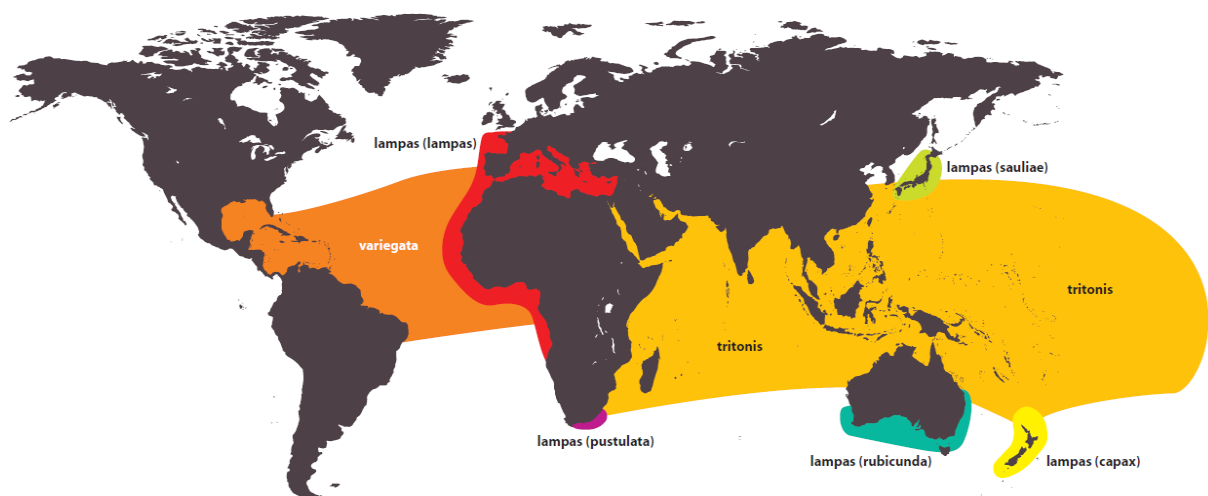 lampas (lampas)
lampas (sauliae)
variegata
tritonis
tritonis
lampas (pustulata)
lampas (rubicunda)
lampas (capax)